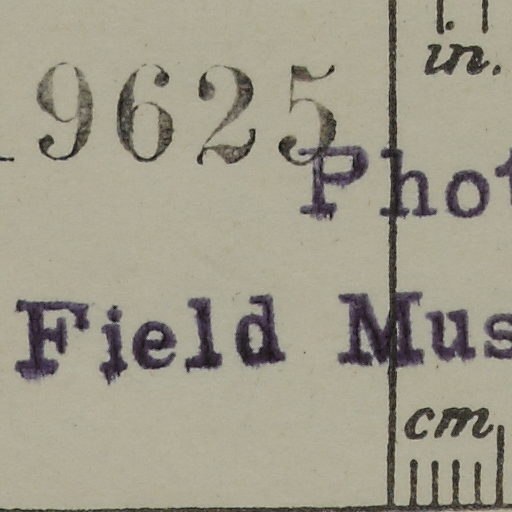 in.
9625
Phot
Field Mus
cm